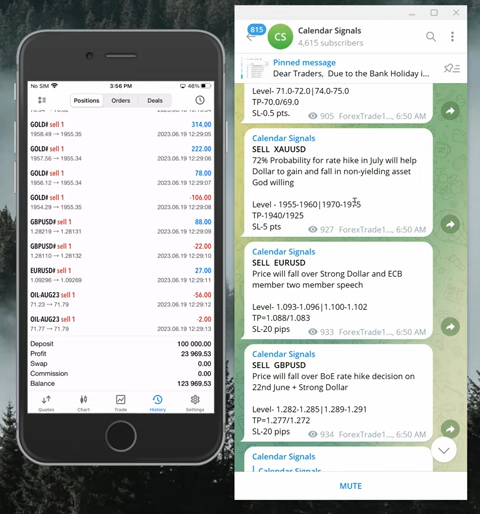 No SIM
3:56 PM
46%
Positions
Orders
Deals
GOLD# sell 1
314.00
1958.49 → 1955.35
2023.06.19 12:29:05
GOLD# sell 1
222.00
1957.56 → 1955.34
2023.06.19 12:29:06
GOLD# sell 1
78.00
1956.12 → 1955.34
2023.06.19 12:29:07
GOLD# sell 1
-106.00
1954.29 → 1955.35
2023.06.19 12:29:08
GBPUSD# sell 1
88.00
1.28219 → 1.28131
2023.06.19 12:29:09
GBPUSD# sell 1
-22.00
1.28110 → 1.28132
2023.06.19 12:29:10
EURUSD# sell 1
27.00
1.09296 → 1.09269
2023.06.19 12:29:11
OIL-AUG23 sell 1
-56.00
71.23 → 71.79
2023.06.19 12:29:12
OIL-AUG23 sell 1
-2.00
71.77 → 71.79
2023.06.19 12:29:13
Deposit
100 000.00
Profit
23 969.53
Swap
0.00
Commission
0.00
Balance
123 969.53
Quotes
Chart
Trade
History
Settings
815
CS
Calendar Signals
4,615 subscribers
Pinned message
Dear Traders, Due to the Bank Holiday i...
Level- 71.0-72.0|74.0-75.0
TP-70.0/69.0
SL-0.5 pts.
905 ForexTrade1..., 6:50 AM
Calendar Signals
SELL XAUUSD
72% Probability for rate hike in July will help
Dollar to gain and fall in non-yielding asset
God willing
Level - 1955-1960|1970-1975
TP-1940/1925
SL-5 pts
927 ForexTrade1..., 6:50 AM
Calendar Signals
SELL EURUSD
Price will fall over Strong Dollar and ECB
member two member speech
Level- 1.093-1.096|1.100-1.102
TP=1.088/1.083
SL-20 pips
933 ForexTrade1..., 6:50 AM
Calendar Signals
SELL GBPUSD
Price will fall over BoE rate hike decision on
22nd June + Strong Dollar
Level- 1.282-1.285|1.289-1.291
TP=1.277/1.272
SL-20 pips
934 ForexTrade1..., 6:50 AM
Calendar Signals
Calendar Signals
MUTE